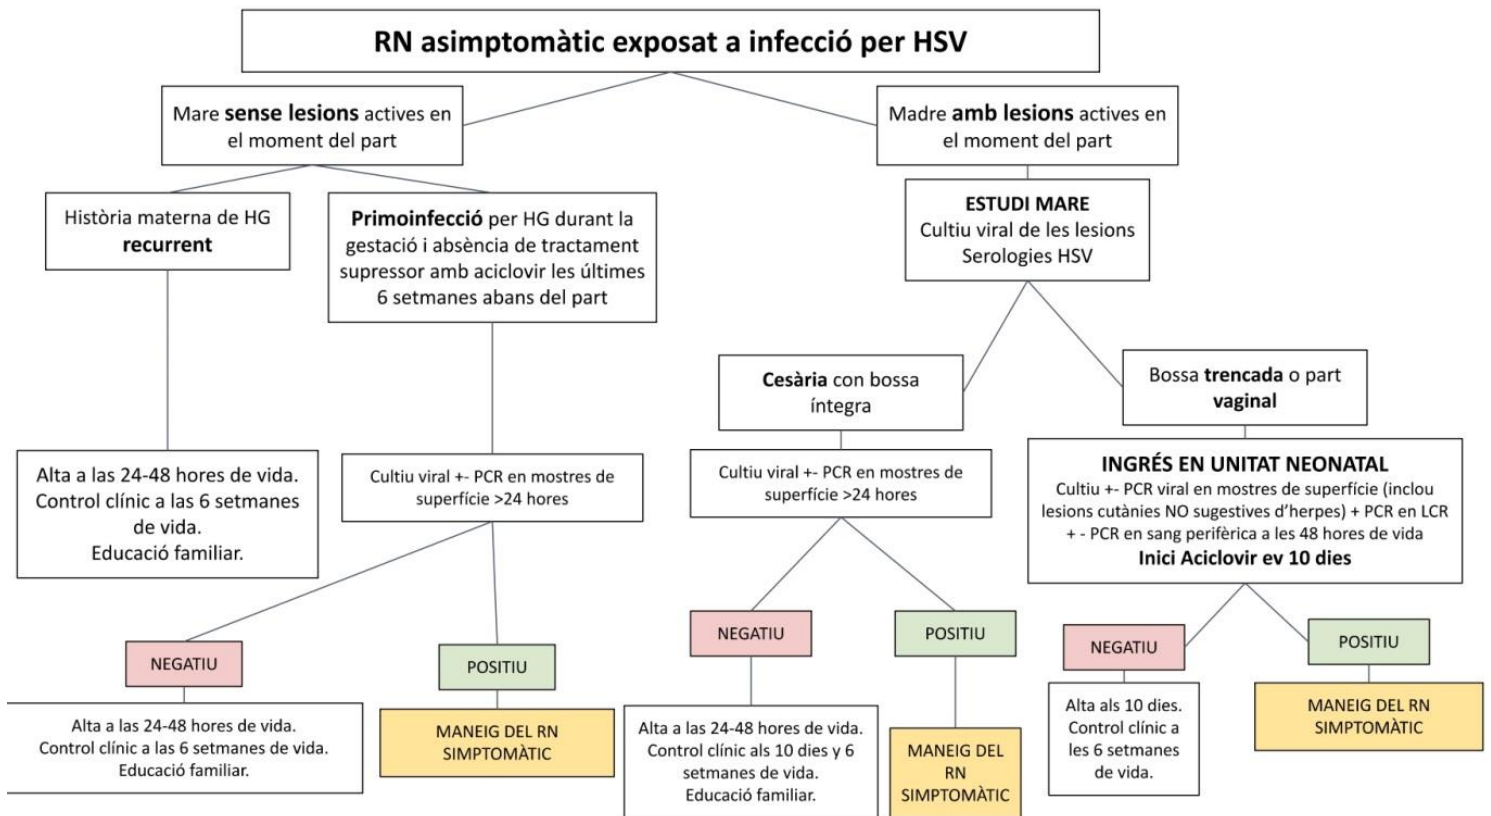 RN asimptomàtic exposat a infecció per HSV
Mare sense lesions actives en
el moment del part
Madre amb lesions actives en
el moment del part
Història materna de HG
recurrent
Primoinfecció per HG durant la
gestació i absència de tractament
supressor amb aciclovir les últimes
6 setmanes abans del part
ESTUDI MARE
Cultiu viral de les lesions
Serologies HSV
Cesària con bossa
íntegra
Bossa trencada o part
vaginal
Alta a las 24-48 hores de vida.
Control clínic a las 6 setmanes
de vida.
Educació familiar.
Cultiu viral +- PCR en mostres de
superfície >24 hores
Cultiu viral +- PCR en mostres de
superfície >24 hores
INGRÉS EN UNITAT NEONATAL
Cultiu +- PCR viral en mostres de superfície (inclou
lesions cutànies NO sugestives d’herpes) + PCR en LCR
+ - PCR en sang perifèrica a les 48 hores de vida
Inici Aciclovir ev 10 dies
NEGATIU
POSITIU
NEGATIU
POSITIU
NEGATIU
POSITIU
Alta a las 24-48 hores de vida.
Control clínic a las 6 setmanes de vida.
Educació familiar.
MANEIG DEL RN
SIMPTOMÀTIC
Alta a las 24-48 hores de vida.
Control clínic als 10 dies y 6
setmanes de vida.
Educació familiar.
MANEIG DEL
RN
SIMPTOMÀTIC
Alta als 10 dies.
Control clínic a
les 6 setmanes
de vida.
MANEIG DEL RN
SIMPTOMÀTIC